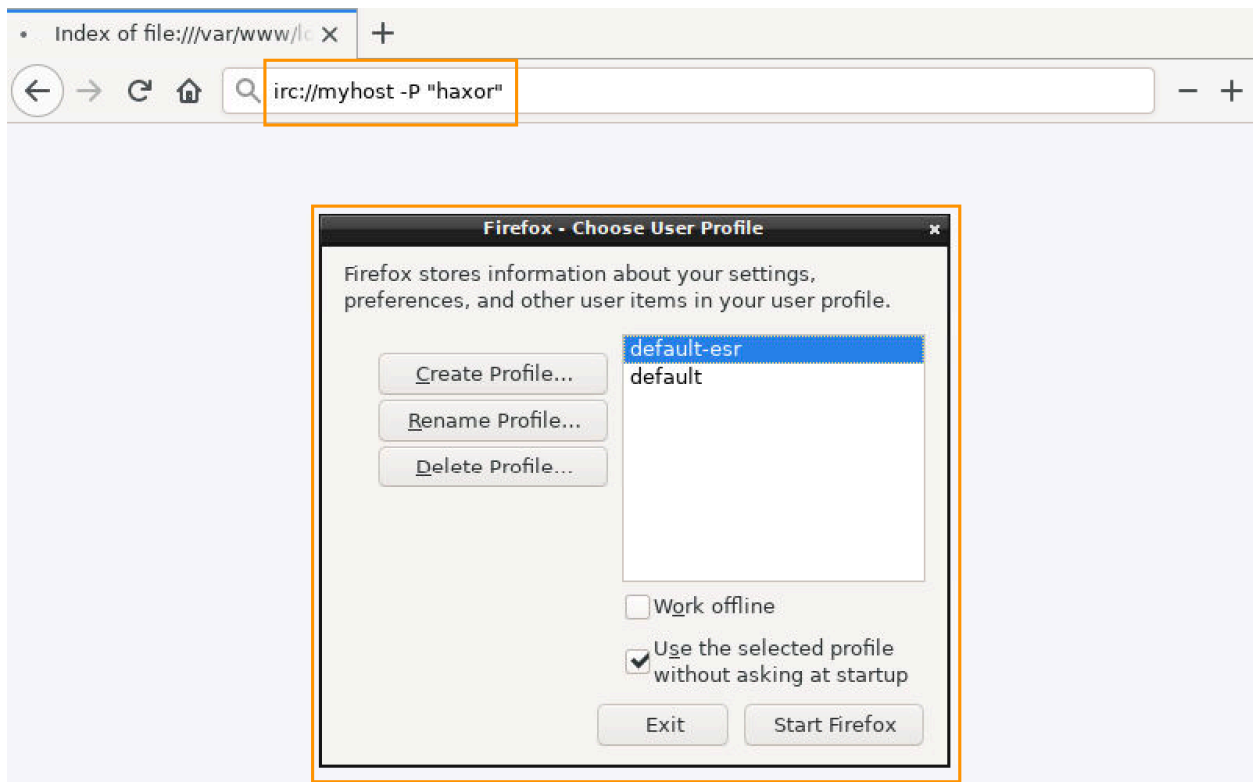 Index of file:///var/www/lo
irc://myhost -P "haxor"
Firefox - Choose User Profile
Firefox stores information about your settings,
preferences, and other user items in your user profile.
Create Profile...
Rename Profile...
Delete Profile...
default-esr
default
Work offline
Use the selected profile
without asking at startup
Exit
Start Firefox